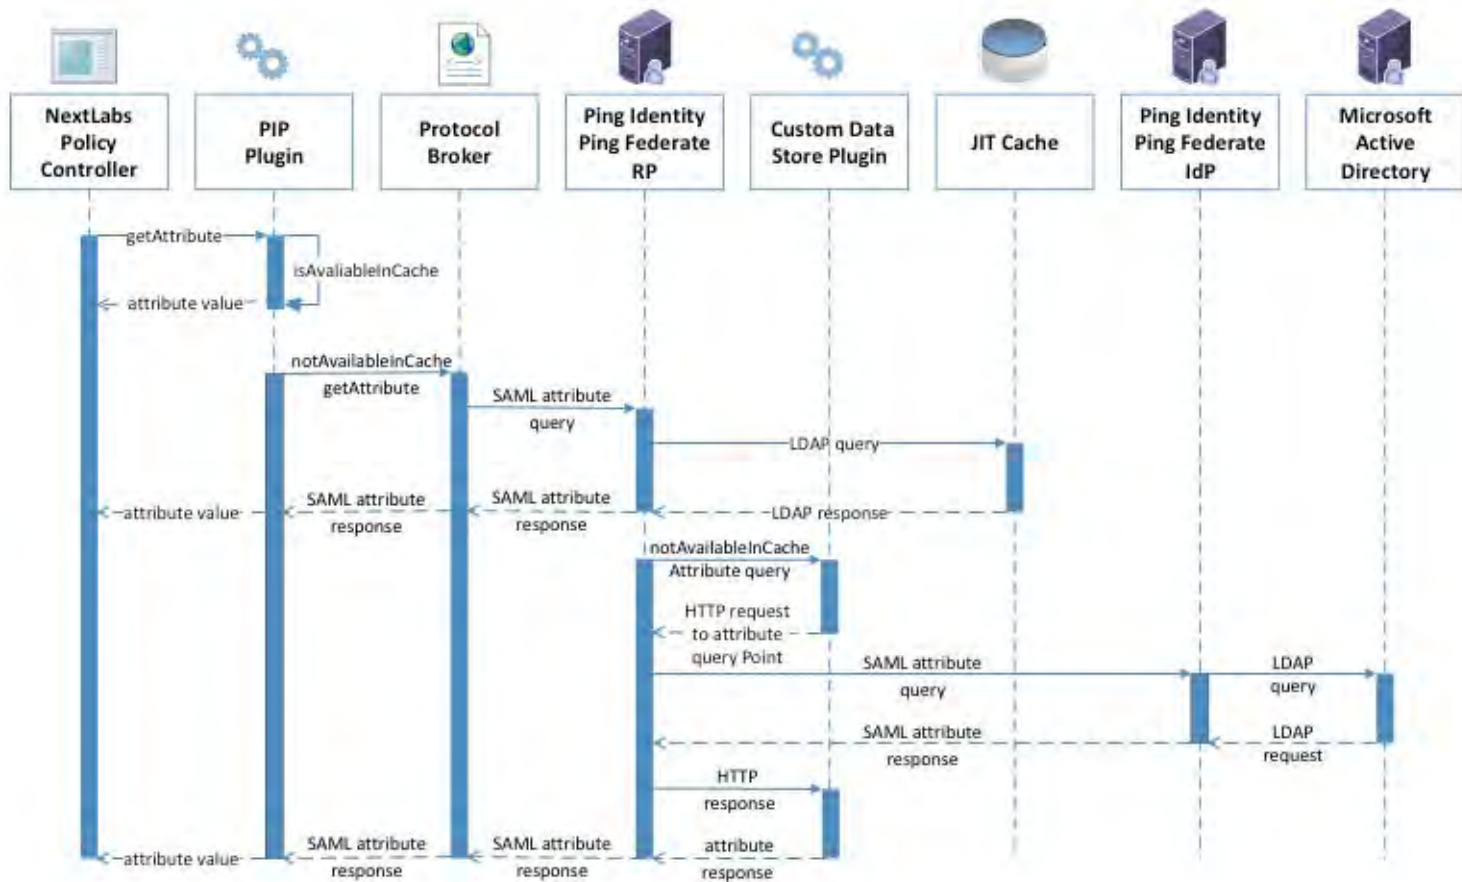 NextLabs
Policy
Controller
PIP
Plugin
Protocol
Broker
Ping Identity
Ping Federate
RP
Custom Data
Store Plugin
JIT Cache
Ping Identity
Ping Federate
IdP
Microsoft
Active
Directory
getAttribute
isAvaliableInCache
attribute value
notAvailableInCache
getAttribute
SAML attribute
query
LDAP query
attribute value
SAML attribute
response
SAML attribute
response
LDAP response
notAvailableInCache
Attribute query
HTTP request
to attribute
query Point
SAML attribute
query
LDAP
query
SAML attribute
response
LDAP
request
HTTP
response
attribute value
SAML attribute
response
SAML attribute
response
attribute
response